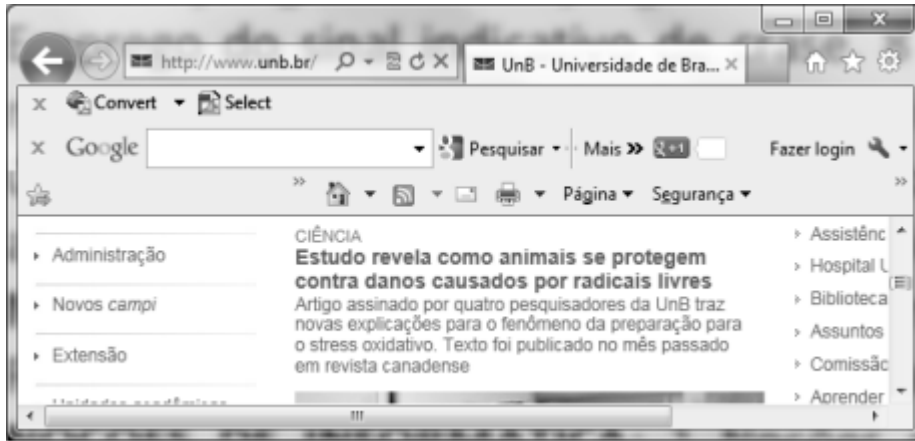 http://www.unb.br/
UnB - Universidade de Bra...
x Convert Select
x Google Pesquisar Mais » g+1 Fazer login
» Página Segurança »
Administração
Novos campi
Extensão
CIÊNCIA
Estudo revela como animais se protegem
contra danos causados por radicais livres
Artigo assinado por quatro pesquisadores da UnB traz
novas explicações para o fenômeno da preparação para
o stress oxidativo. Texto foi publicado no mês passado
em revista canadense
Assistênc
Hospital U
Biblioteca
Assuntos
Comissão
Aprender